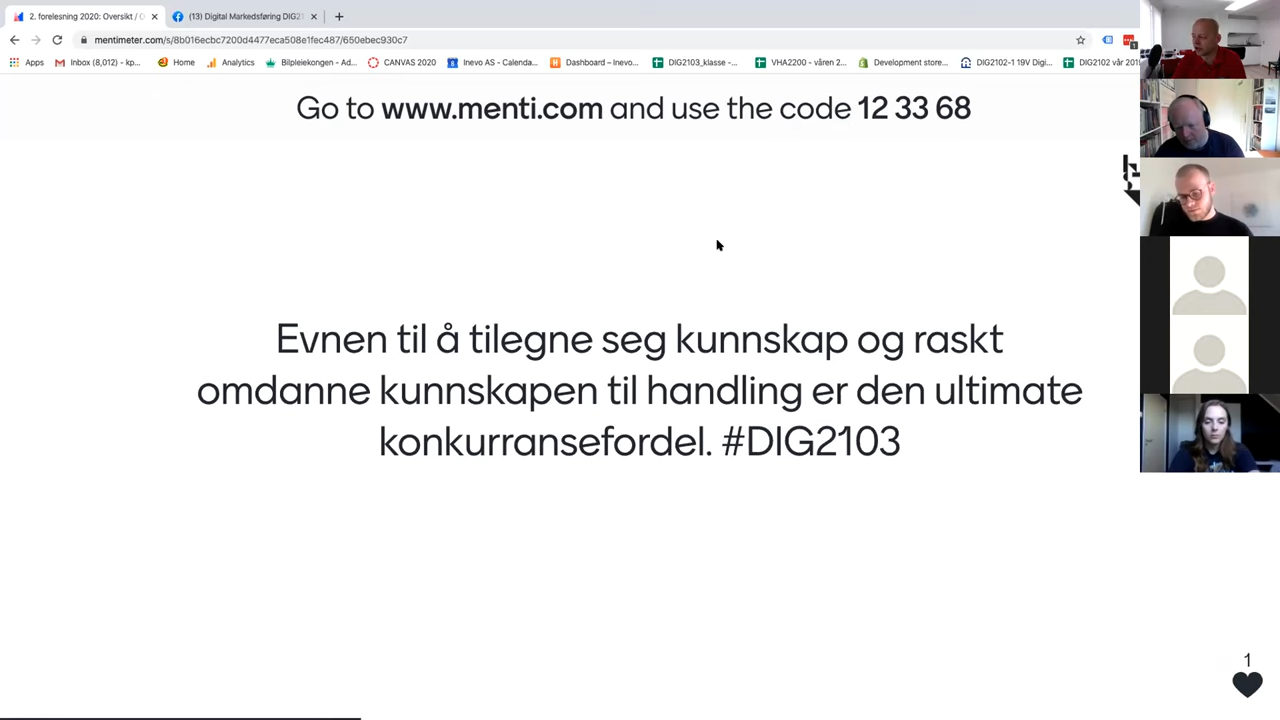 2. forelesning 2020: Oversikt / O
(13) Digital Markedsføring DIG21
mentimeter.com/s/8b016ecbc7200d4477eca508e1fec487/650ebec930c7
Apps
Inbox (8,012) - kp...
Home
Analytics
Bilpleiekongen - Ad...
CANVAS 2020
Inevo AS - Calenda...
Dashboard – Inevo...
DIG2103_klasse -...
VHA2200 - våren 2...
Development store...
DIG2102-1 19V Digi...
DIG2102 vår 201
Go to www.menti.com and use the code 12 33 68
Evnen til å tilegne seg kunnskap og raskt
omdanne kunnskapen til handling er den ultimate
konkurransefordel. #DIG2103
1